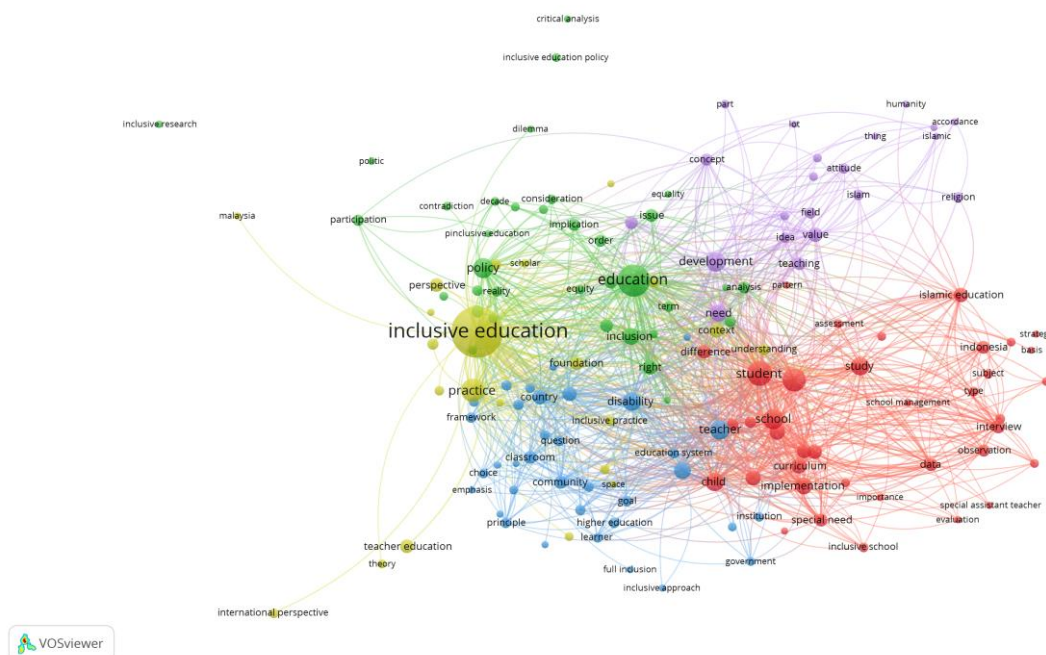 critical analysis
inclusive education policy
part
humanity
inclusive research
dilemma
iot
accordance
thing
islamic
politic
concept
attitude
equality
islam
religion
contradiction
decade
consideration
malaysia
participation
implication
issue
field
pinclusive education
order
idea
value
scholar
policy
development
teaching
perspective
education
reality
equity
analysis
pattern
islamic education
term
need
inclusive education
inclusion
context
assessment
strateg
difference
understanding
indonesia
basis
foundation
right
student
study
subject
practice
country
disability
school management
type
framework
inclusive practice
teacher
school
interview
question
education system
observation
classroom
curriculum
data
choice
community
space
child
implementation
emphasis
goal
importance
special assistant teacher
principle
higher education
institution
special need
evaluation
learner
teacher education
inclusive school
theory
full inclusion
government
inclusive approach
international perspective
VOSviewer